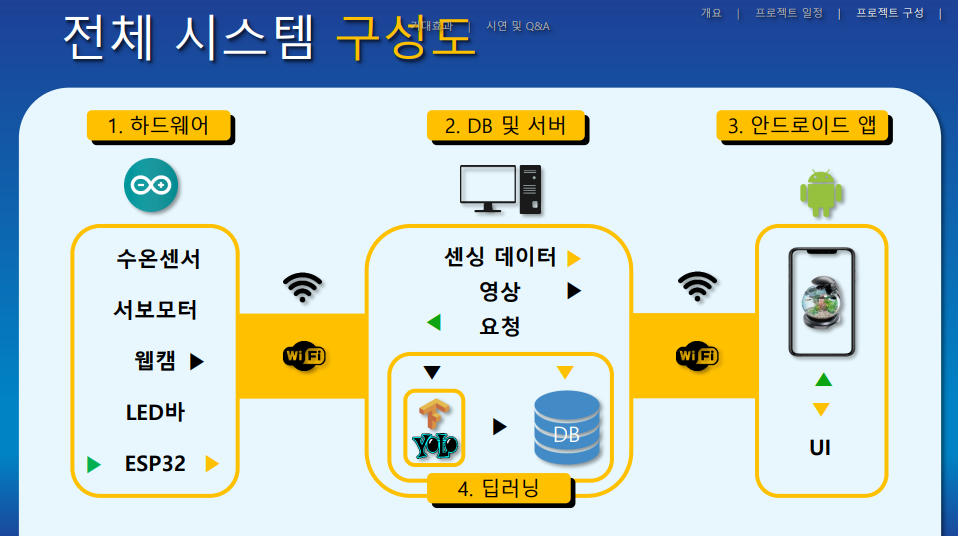 개요 | 프로젝트 일정 | 프로젝트 구성 |
기대효과 | 시연 및 Q&A
전체 시스템 구성도
1. 하드웨어
2. DB 및 서버
3. 안드로이드 앱
수온센서
서보모터
웹캠
LED바
ESP32
WiFi
센싱 데이터
영상
요청
YOLO
DB
4. 딥러닝
WiFi
UI